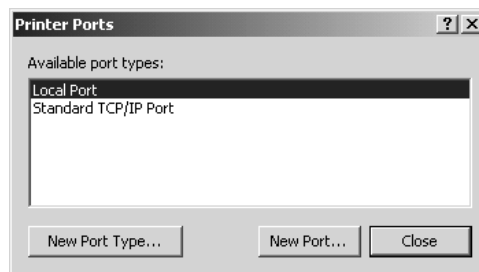 Printer Ports
Available port types:
Local Port
Standard TCP/IP Port
New Port Type... New Port... Close